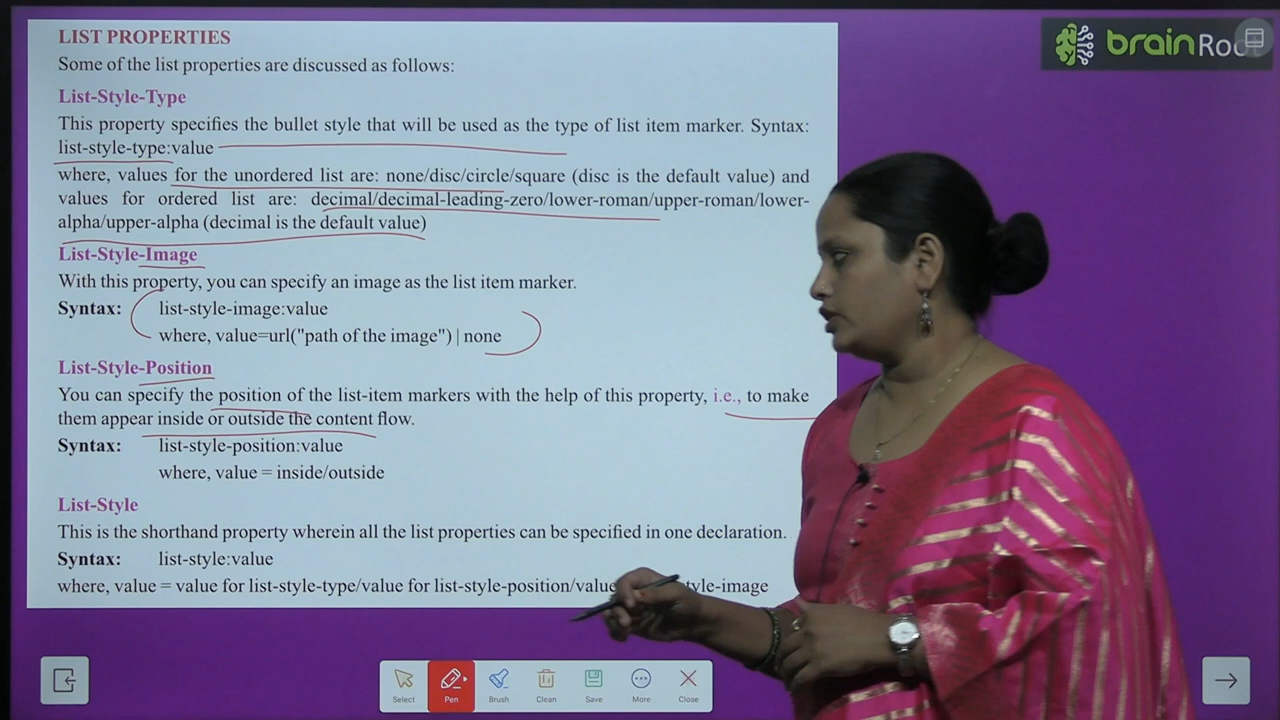 LIST PROPERTIES
Some of the list properties are discussed as follows:
List-Style-Type
This property specifies the bullet style that will be used as the type of list item marker. Syntax:
list-style-type:value
where, values for the unordered list are: none/disc/circle/square (disc is the default value) and
values for ordered list are: decimal/decimal-leading-zero/lower-roman/upper-roman/lower-
alpha/upper-alpha (decimal is the default value)
List-Style-Image
With this property, you can specify an image as the list item marker.
Syntax: list-style-image:value
where, value=url("path of the image") | none
List-Style-Position
You can specify the position of the list-item markers with the help of this property, i.e., to make
them appear inside or outside the content flow.
Syntax: list-style-position:value
where, value = inside/outside
List-Style
This is the shorthand property wherein all the list properties can be specified in one declaration.
Syntax: list-style:value
where, value = value for list-style-type/value for list-style-position/value
brain
Select Pen Brush Clean Save More Close